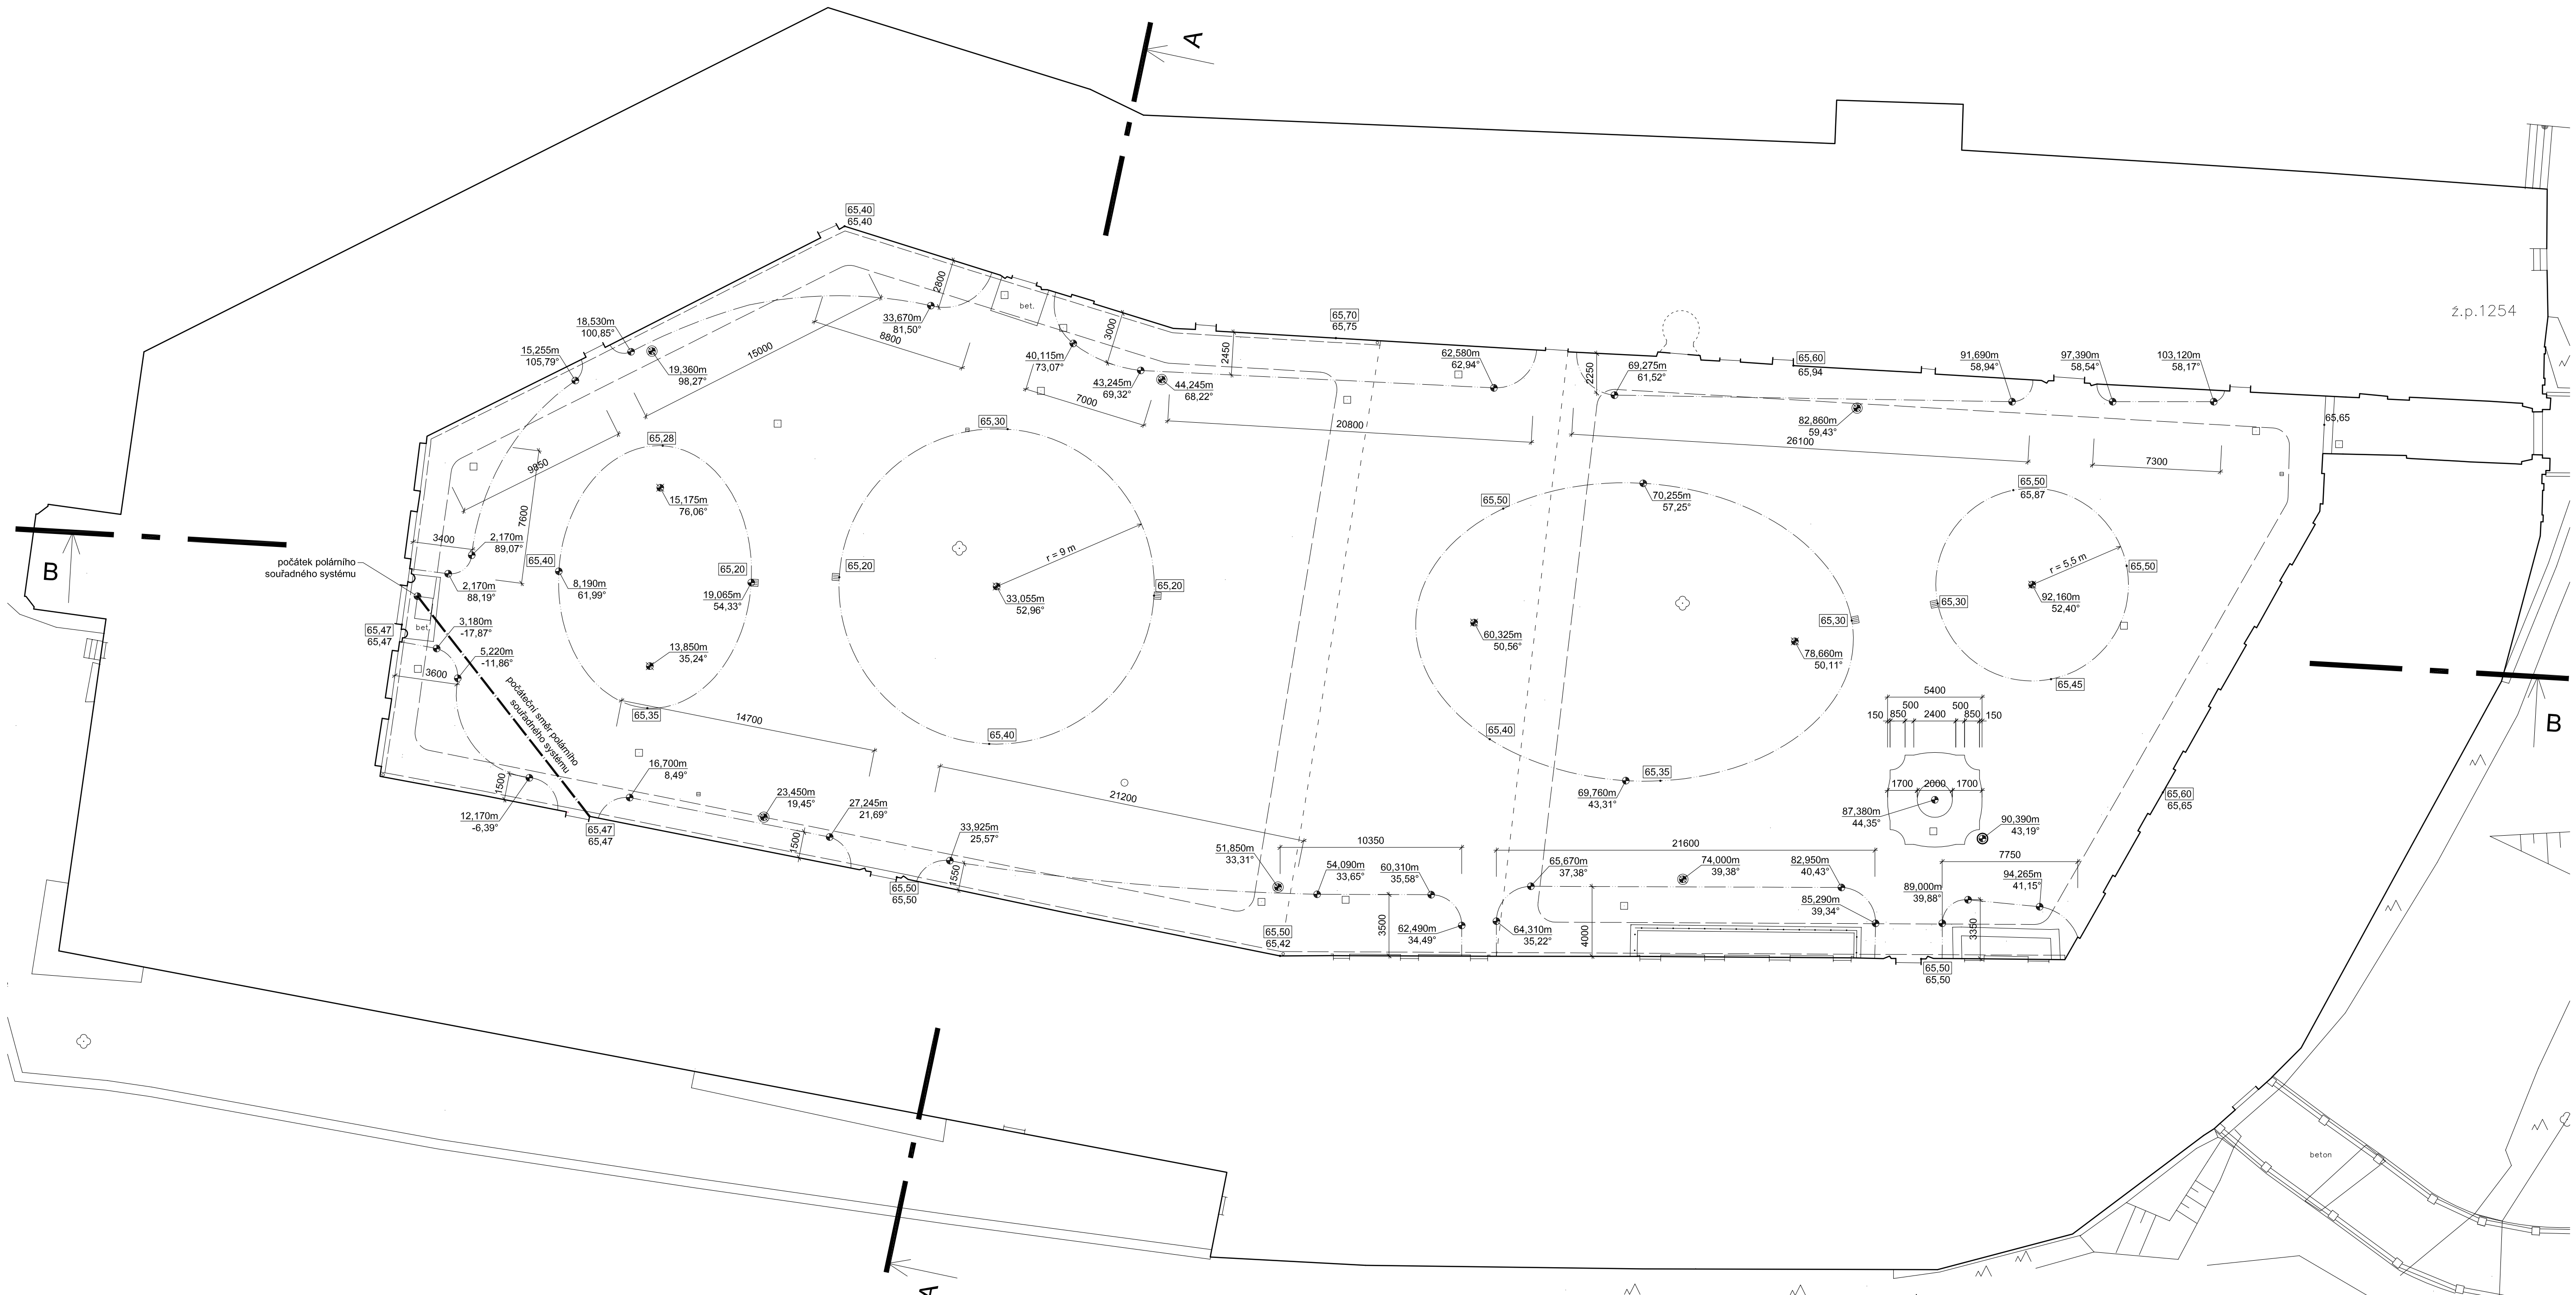 A
65,40
65,40
2800
18,530m
100,85°
33,670m
81,50°
bet.
3000
65,70
65,75
15,255m
105,79°
19,360m
98,27°
15000
8800
40,115m
73,07°
2450
62,580m
62,94°
2250
65,60
65,94
91,690m
58,94°
97,390m
58,54°
103,120m
58,17°
ž.p.1254
43,245m
69,32°
44,245m
68,22°
69,275m
61,52°
7000
20800
82,860m
59,43°
26100
7300
65,65
65,28
65,30
9850
7600
15,175m
76,06°
65,50
70,255m
57,25°
65,50
65,87
3400
2,170m
89,07°
r = 9 m
r = 5,5 m
B
počátek polárního
souřadného systému
65,40
65,20
65,20
65,20
65,50
2,170m
88,19°
8,190m
61,99°
19,065m
54,33°
33,055m
52,96°
92,160m
52,40°
65,30
65,30
bet.
65,47
65,47
3,180m
-17,87°
60,325m
50,56°
5,220m
-11,86°
13,850m
35,24°
78,660m
50,11°
3600
počáteční směr polárního
souřadného systému
65,45
5400
65,35
14700
500
500
150
850
2400
850
150
B
65,40
65,40
16,700m
8,49°
65,35
1500
1700
2000
1700
21200
69,760m
43,31°
87,380m
44,35°
65,60
65,65
12,170m
-6,39°
65,47
65,47
23,450m
19,45°
27,245m
21,69°
90,390m
43,19°
1500
33,925m
25,57°
10350
21600
7750
1550
51,850m
33,31°
54,090m
33,65°
60,310m
35,58°
65,670m
37,38°
74,000m
39,38°
82,950m
40,43°
94,265m
41,15°
89,000m
39,88°
65,50
65,50
85,290m
39,34°
65,50
65,42
3500
62,490m
34,49°
64,310m
35,22°
4000
3350
65,50
65,50
beton
A